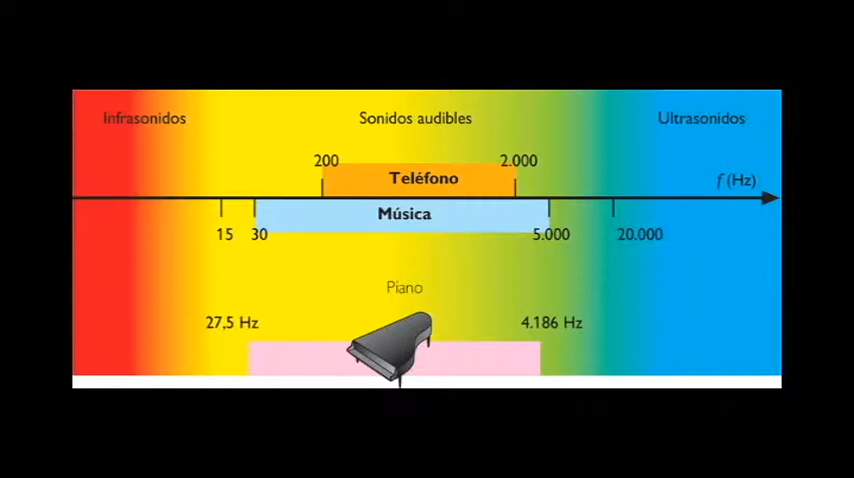 Infrasonidos
Sonidos audibles
Ultrasonidos
200
2.000
Teléfono
f (Hz)
Música
15
30
5.000
20.000
Piano
27,5 Hz
4.186 Hz